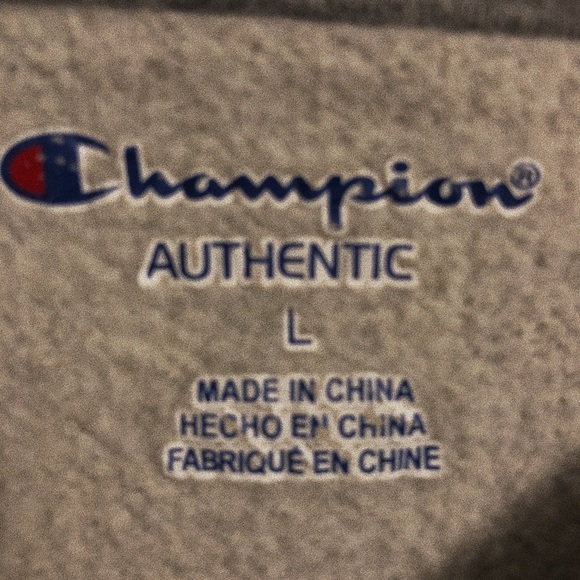 Champion®
AUTHENTIC
L
MADE IN CHINA
HECHO EN CHINA
FABRIQUÉ EN CHINE